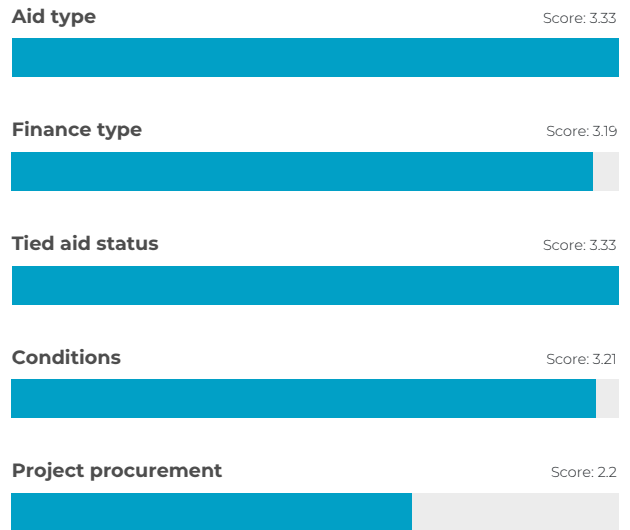 Aid type Score: 3.33
Finance type Score: 3.19
Tied aid status Score: 3.33
Conditions Score: 3.21
Project procurement Score: 2.2